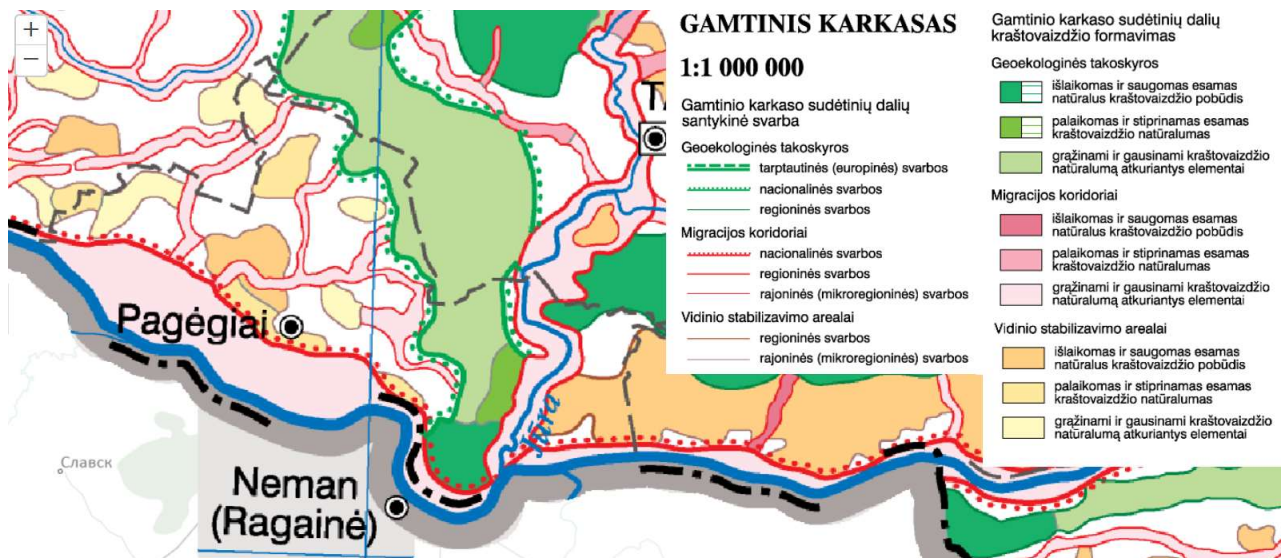 +
−
Pagėgiai
Славск
Neman
(Ragainė)
Jūra
GAMTINIS KARKASAS
1:1 000 000
Gamtinio karkaso sudėtinių dalių
santykinė svarba
Geoekologinės takoskyros
tarptautinės (europinės) svarbos
nacionalinės svarbos
regioninės svarbos
Migracijos koridoriai
nacionalinės svarbos
regioninės svarbos
rajoninės (mikroregioninės) svarbos
Vidinio stabilizavimo arealai
regioninės svarbos
rajoninės (mikroregioninės) svarbos
Gamtinio karkaso sudėtinių dalių
kraštovaizdžio formavimas
Geoekologinės takoskyros
išlaikomas ir saugomas esamas
natūralus kraštovaizdžio pobūdis
palaikomas ir stiprinamas esamas
kraštovaizdžio natūralumas
grąžinami ir gausinami kraštovaizdžio
natūralumą atkuriantys elementai
Migracijos koridoriai
išlaikomas ir saugomas esamas
natūralus kraštovaizdžio pobūdis
palaikomas ir stiprinamas esamas
kraštovaizdžio natūralumas
grąžinami ir gausinami kraštovaizdžio
natūralumą atkuriantys elementai
Vidinio stabilizavimo arealai
išlaikomas ir saugomas esamas
natūralus kraštovaizdžio pobūdis
palaikomas ir stiprinamas esamas
kraštovaizdžio natūralumas
grąžinami ir gausinami kraštovaizdžio
natūralumą atkuriantys elementai